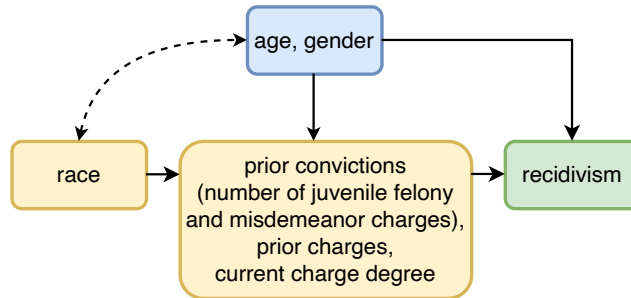 age, gender
race
prior convictions
(number of juvenile felony
and misdemeanor charges),
prior charges,
current charge degree
recidivism